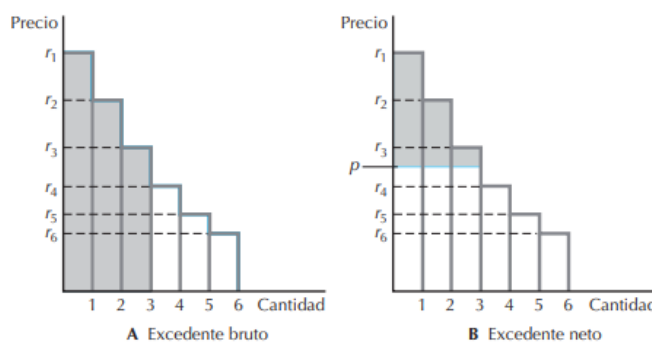 Precio
r1
r2
r3
r4
r5
r6
1 2 3 4 5 6 Cantidad
A Excedente bruto
Precio
r1
r2
r3
p
r4
r5
r6
1 2 3 4 5 6 Cantidad
B Excedente neto